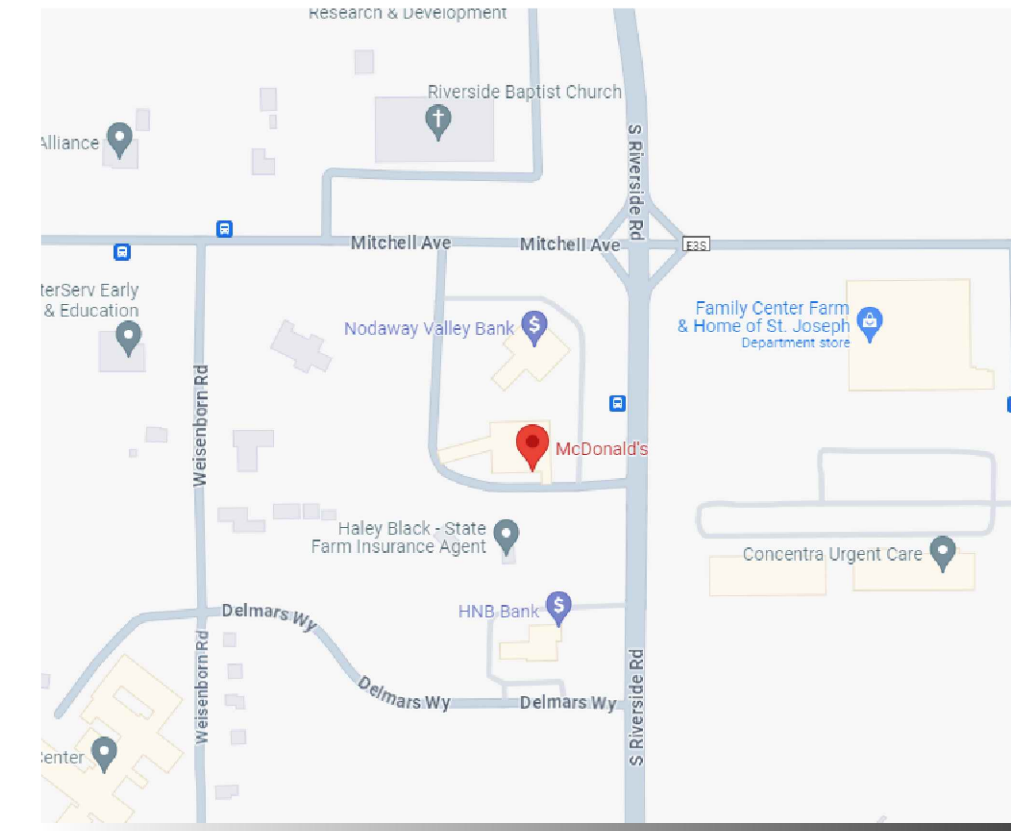 Research & Development
Riverside Baptist Church
Alliance
S Riverside Rd
Mitchell Ave
Mitchell Ave
E3S
terServ Early
& Education
Nodaway Valley Bank
Family Center Farm
& Home of St. Joseph
Department store
Weisenborn Rd
McDonald's
Haley Black - State
Farm Insurance Agent
Concentra Urgent Care
HNB Bank
Delmars Wy
Weisenborn Rd
Delmars Wy
Delmars Wy
S Riverside Rd
Center